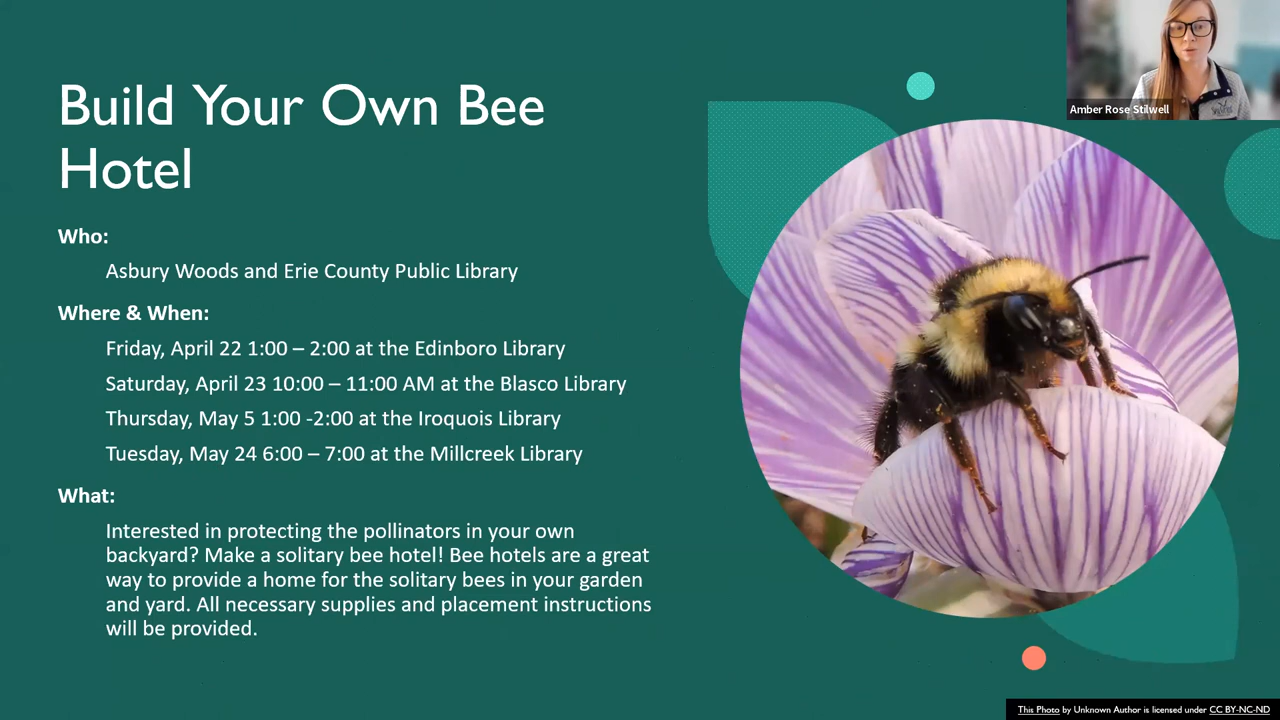 Build Your Own Bee
Hotel
Who:
Asbury Woods and Erie County Public Library
Where & When:
Friday, April 22 1:00 – 2:00 at the Edinboro Library
Saturday, April 23 10:00 – 11:00 AM at the Blasco Library
Thursday, May 5 1:00 -2:00 at the Iroquois Library
Tuesday, May 24 6:00 – 7:00 at the Millcreek Library
What:
Interested in protecting the pollinators in your own
backyard? Make a solitary bee hotel! Bee hotels are a great
way to provide a home for the solitary bees in your garden
and yard. All necessary supplies and placement instructions
will be provided.
Amber Rose Stilwell
This Photo by Unknown Author is licensed under CC BY-NC-ND